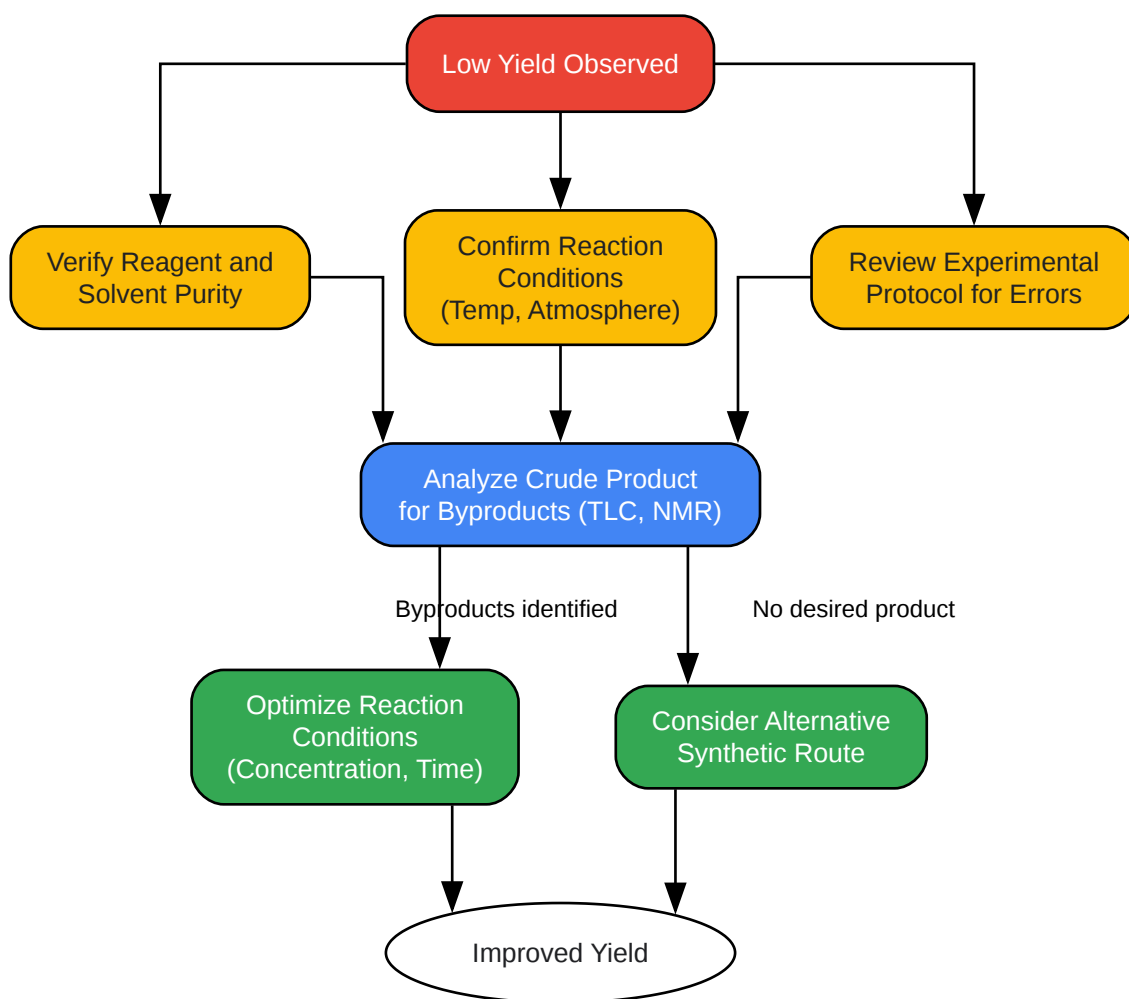 Low Yield Observed
Verify Reagent and
Solvent Purity
Confirm Reaction
Conditions
(Temp, Atmosphere)
Review Experimental
Protocol for Errors
Analyze Crude Product
for Byproducts (TLC, NMR)
Byproducts identified
No desired product
Optimize Reaction
Conditions
(Concentration, Time)
Consider Alternative
Synthetic Route
Improved Yield